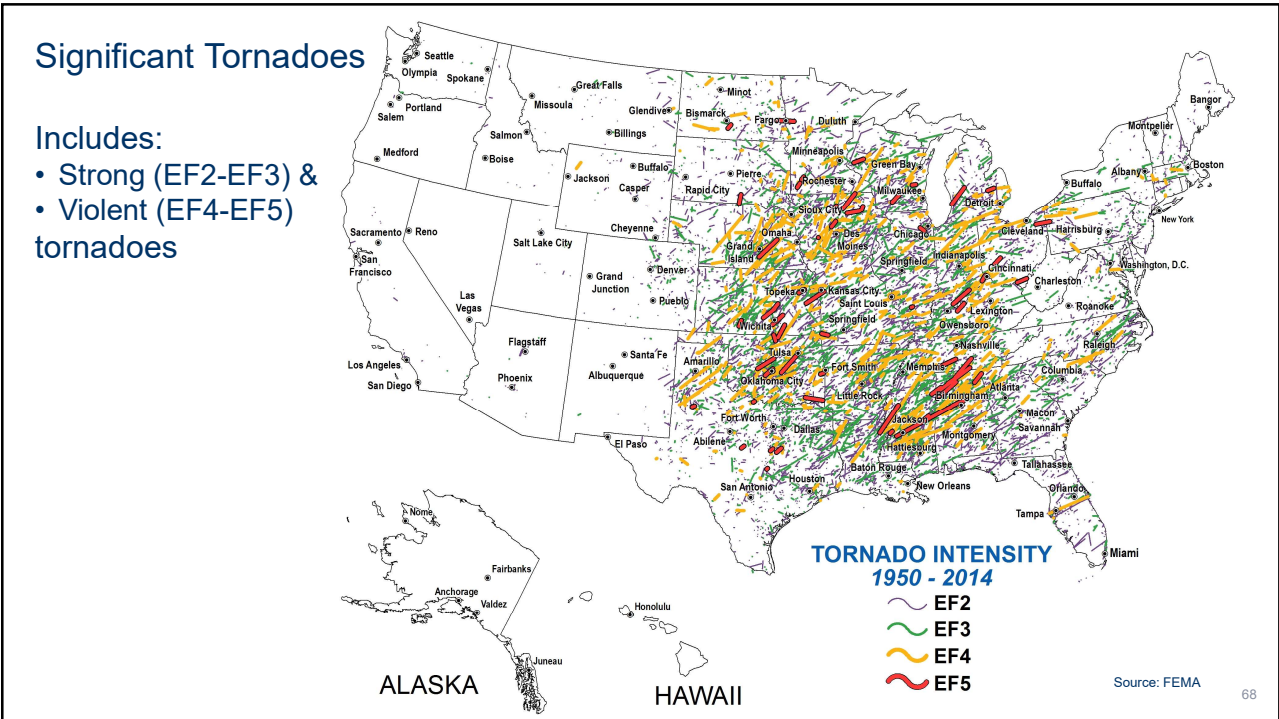 Significant Tornadoes
Includes:
• Strong (EF2-EF3) &
• Violent (EF4-EF5)
tornadoes
Seattle
Olympia
Spokane
Portland
Salem
Medford
Great Falls
Missoula
Glendive
Salmon
Billings
Boise
Minot
Bismarck
Fargo
Duluth
Bangor
Montpelier
Minneapolis
Green Bay
Buffalo
Jackson
Casper
Pierre
Rapid City
Rochester
Milwaukee
Albany
Boston
Buffalo
Detroit
New York
Sioux City
Cheyenne
Sacramento
Reno
Salt Lake City
San
Francisco
Omaha
Des
Moines
Chicago
Cleveland
Harrisburg
Grand
Island
Springfield
Indianapolis
Washington, D.C.
Denver
Grand
Junction
Cincinnati
Charleston
Las
Vegas
Pueblo
Topeka
Kansas City
Saint Louis
Lexington
Roanoke
Wichita
Springfield
Owensboro
Nashville
Raleigh
Flagstaff
Santa Fe
Los Angeles
Albuquerque
Amarillo
Tulsa
Fort Smith
Memphis
Columbia
San Diego
Phoenix
Oklahoma City
Little Rock
Atlanta
Birmingham
Macon
Fort Worth
Dallas
Jackson
Savannah
El Paso
Abilene
Montgomery
Hattiesburg
Baton Rouge
Tallahassee
San Antonio
Houston
New Orleans
Orlando
Tampa
Miami
Nome
Fairbanks
Anchorage
Valdez
Juneau
Honolulu
ALASKA
HAWAII
TORNADO INTENSITY
1950 - 2014
EF2
EF3
EF4
EF5
Source: FEMA
68